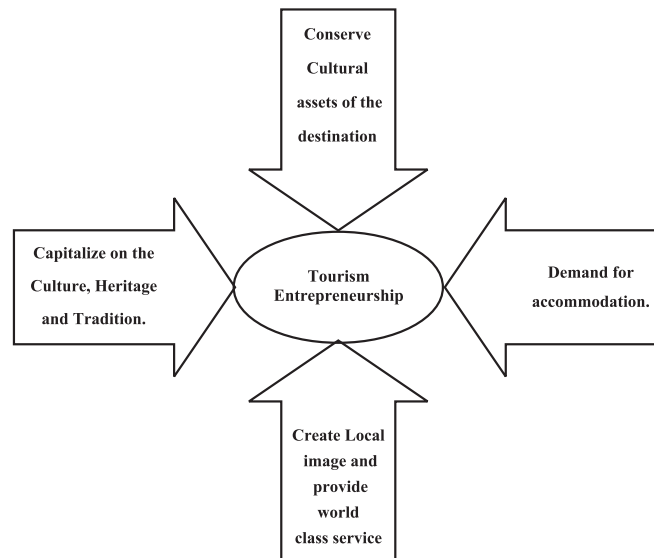 Conserve
Cultural
assets of the
destination
Capitalize on the
Culture, Heritage
and Tradition.
Tourism
Entrepreneurship
Demand for
accommodation.
Create Local
image and
provide
world
class service